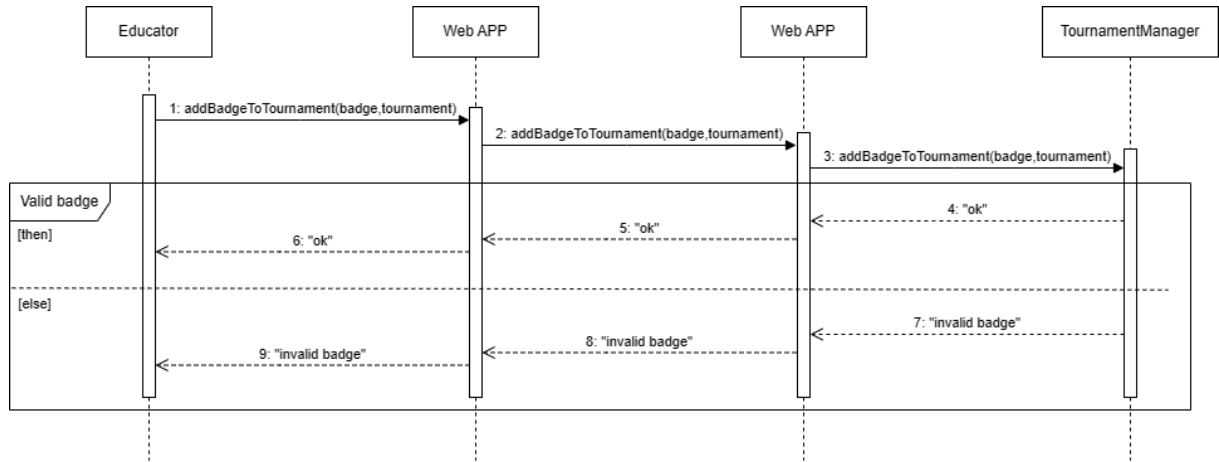 Educator
Web APP
Web APP
TournamentManager
1: addBadgeToTournament(badge,tournament)
2: addBadgeToTournament(badge,tournament)
3: addBadgeToTournament(badge,tournament)
Valid badge
[then]
4: "ok"
5: "ok"
6: "ok"
[else]
7: "invalid badge"
8: "invalid badge"
9: "invalid badge"